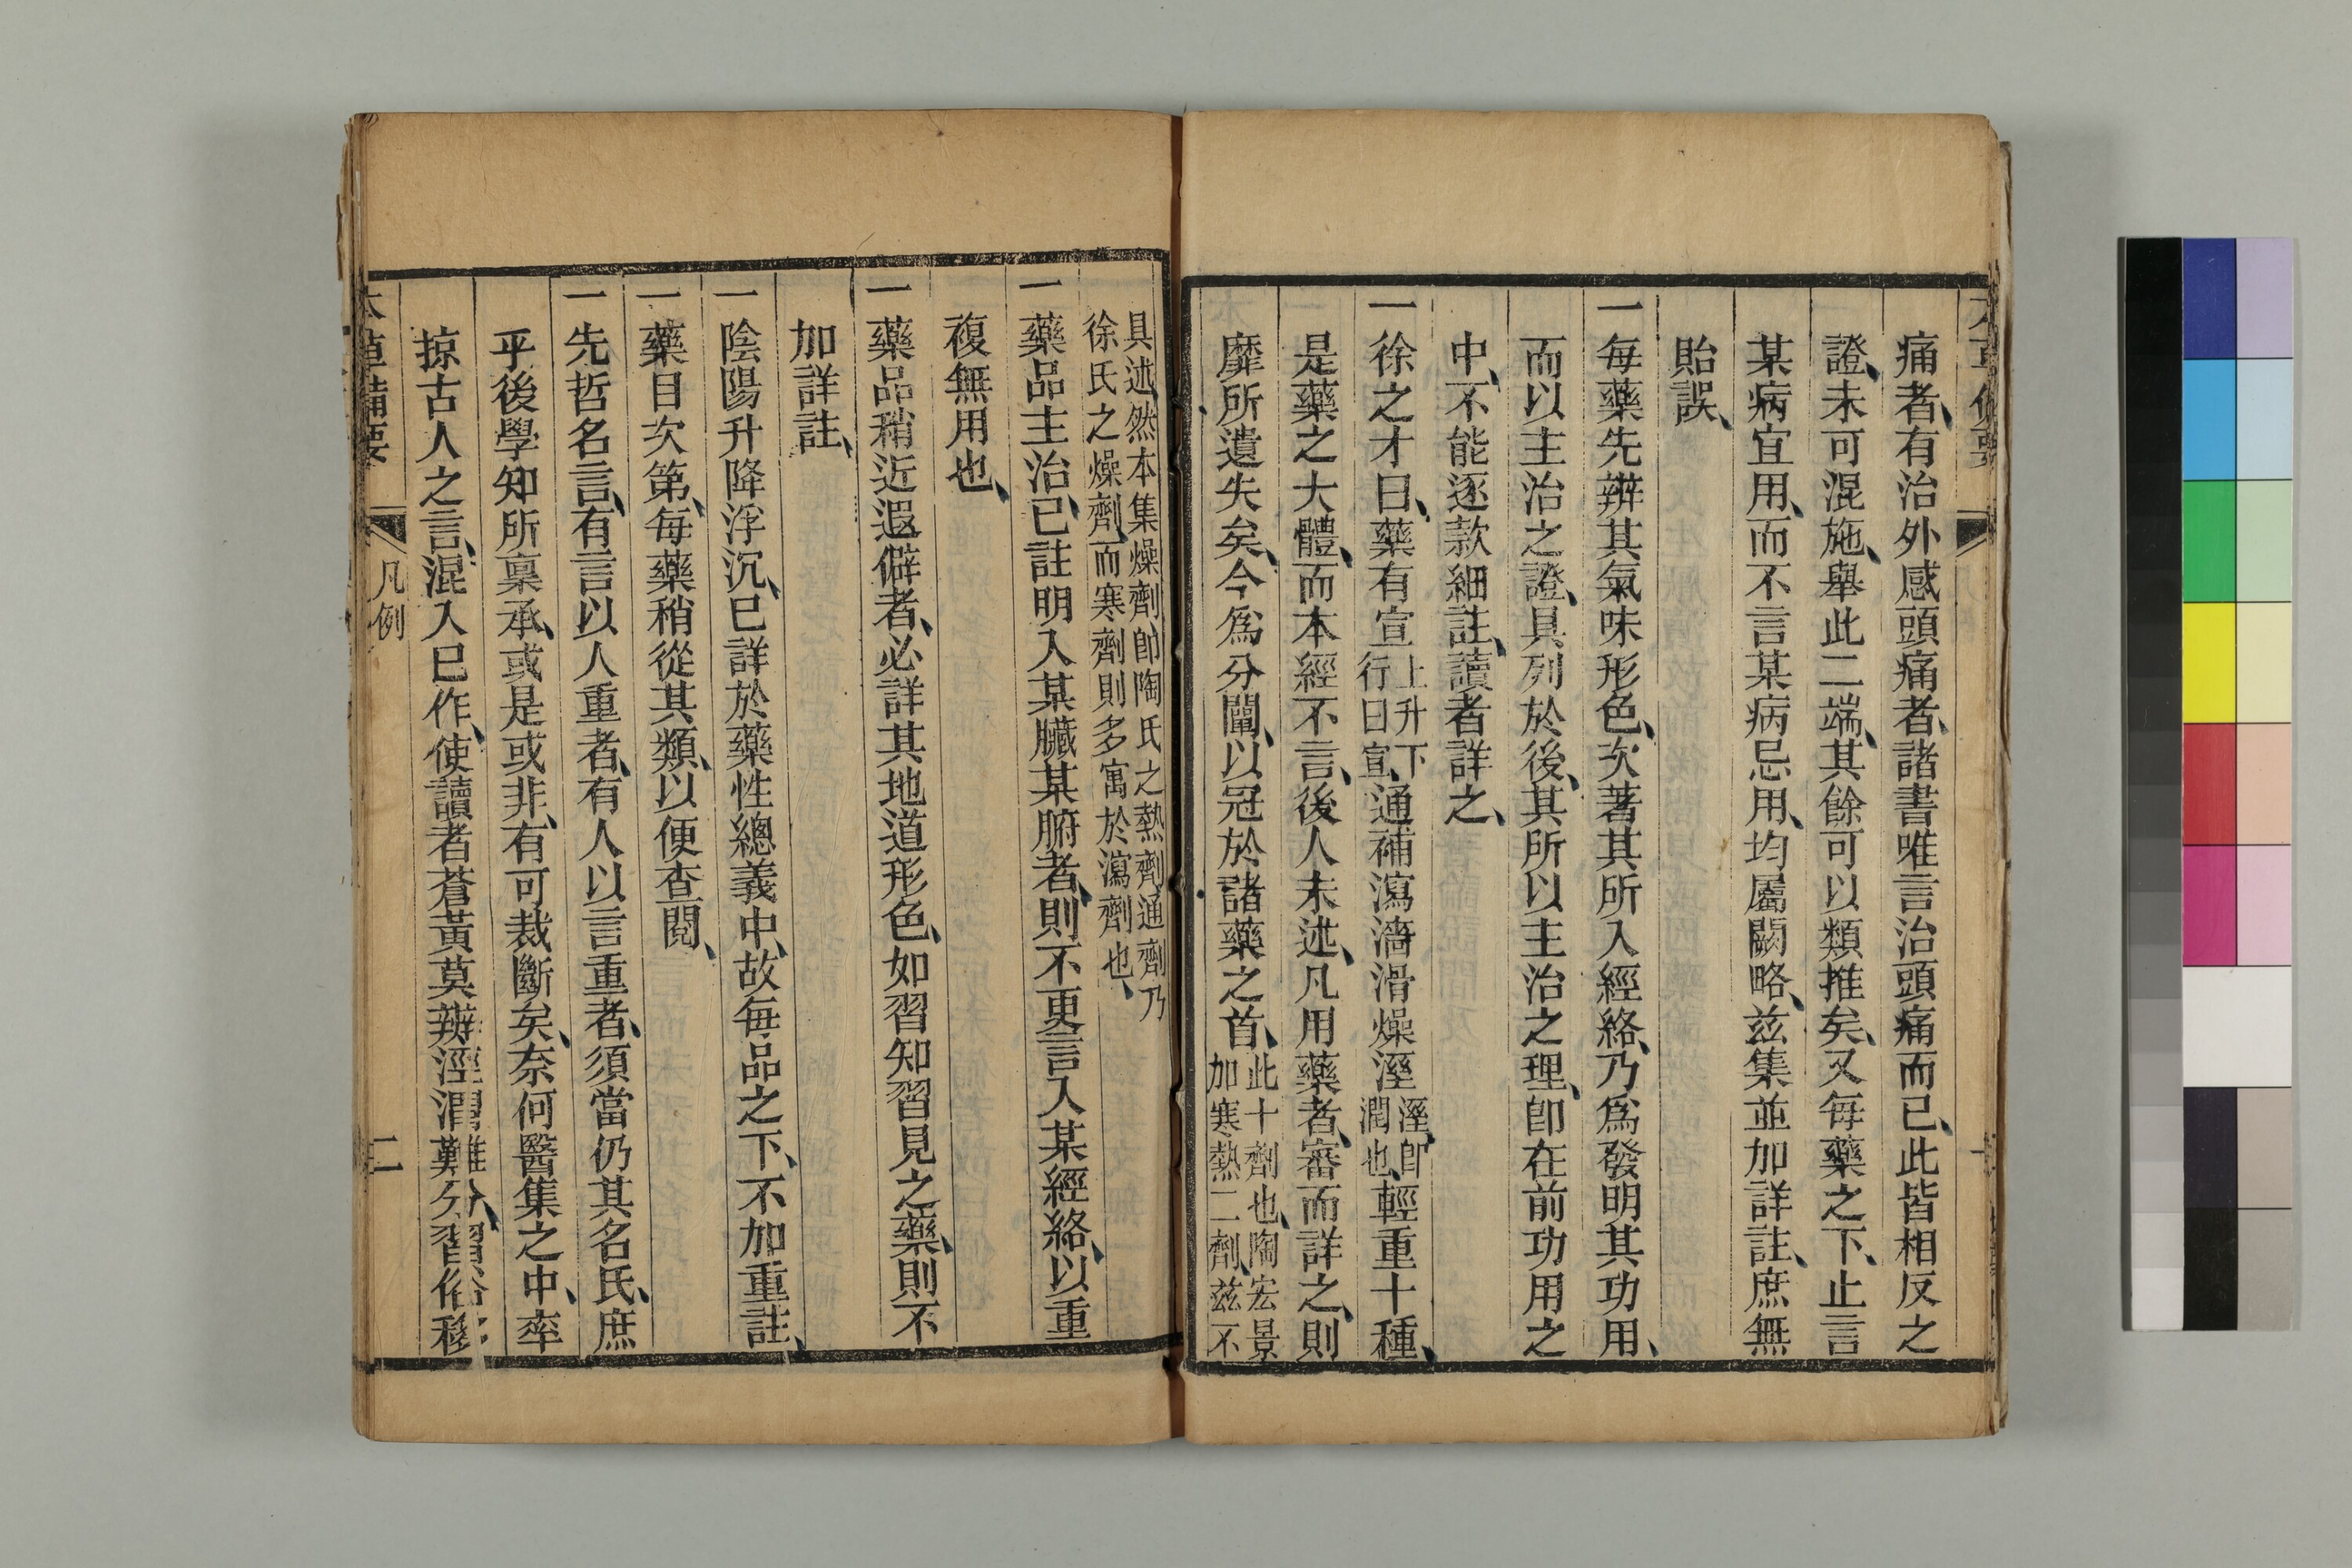 痛者、有治外感頭痛者、諸書唯言治頭痛而已、此皆相反之
證、未可混施、舉此二端、其餘可以類推矣、又每藥之下、止言
某病宜用、而不言某病忌用、均屬闕略、茲集並加詳註、庶無
貽誤、
一每藥先辨其氣味形色、次著其所入經絡、乃爲發明其功用、
而以主治之證、具列於後、其所以主治之理、卽在前功用之
中、不能逐款細註、讀者詳之、
一徐之才曰、藥有宣上升下行曰宣、通補瀉濇滑燥溼溼、卽潤也、輕重十種、
是藥之大體、而本經不言、後人未述、凡用藥者、審而詳之、則
靡所遺失矣、今爲分闡、以冠於諸藥之首、此十劑也、陶宏景加寒熱二劑、茲不
具述、然本集燥劑卽陶氏之熱劑通劑乃
徐氏之燥劑、而寒劑則多寓於瀉劑也、
一藥品主治、已註明入某臟某腑者、則不更言入某經絡、以重
複無用也、
一藥品稍近遐僻者、必詳其地道形色、如習知習見之藥、則不
加詳註、
一陰陽升降浮沉、已詳於藥性總義中、故每品之下、不加重註、
一藥目次第、每藥稍從其類、以便查閱、
一先哲名言、有言以人重者、有人以言重者、須當仍其名氏、庶
乎後學知所稟承、或是或非、有可裁斷矣、奈何醫集之中、率
掠古人之言、混入已作、使讀者蒼黃莫辨、涇渭難分、習俗移
本草備要 凡例 二